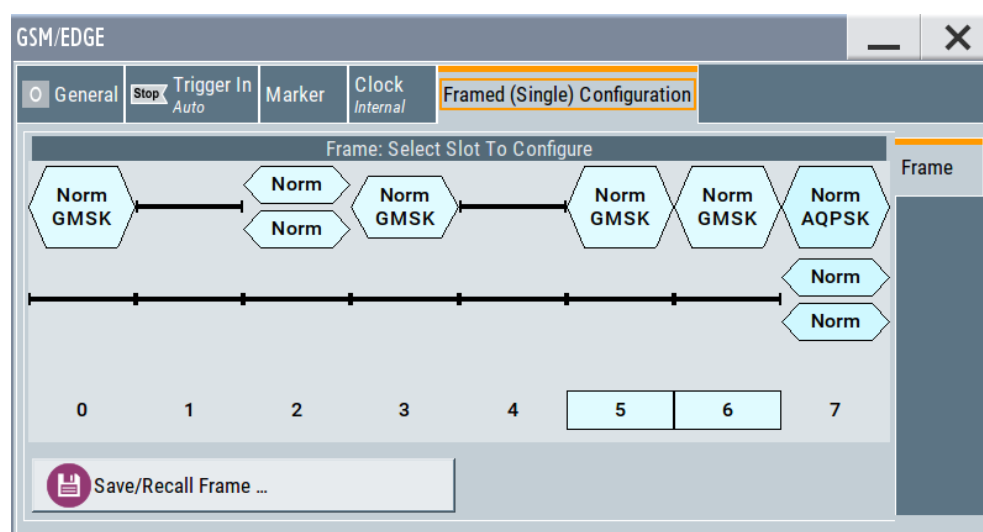 GSM/EDGE
General
Stop
Trigger In
Auto
Marker
Clock
Internal
Framed (Single) Configuration
Frame: Select Slot To Configure
Frame
Norm
GMSK
Norm
Norm
Norm
GMSK
Norm
GMSK
Norm
GMSK
Norm
AQPSK
Norm
Norm
0 1 2 3 4 5 6 7
Save/Recall Frame ...